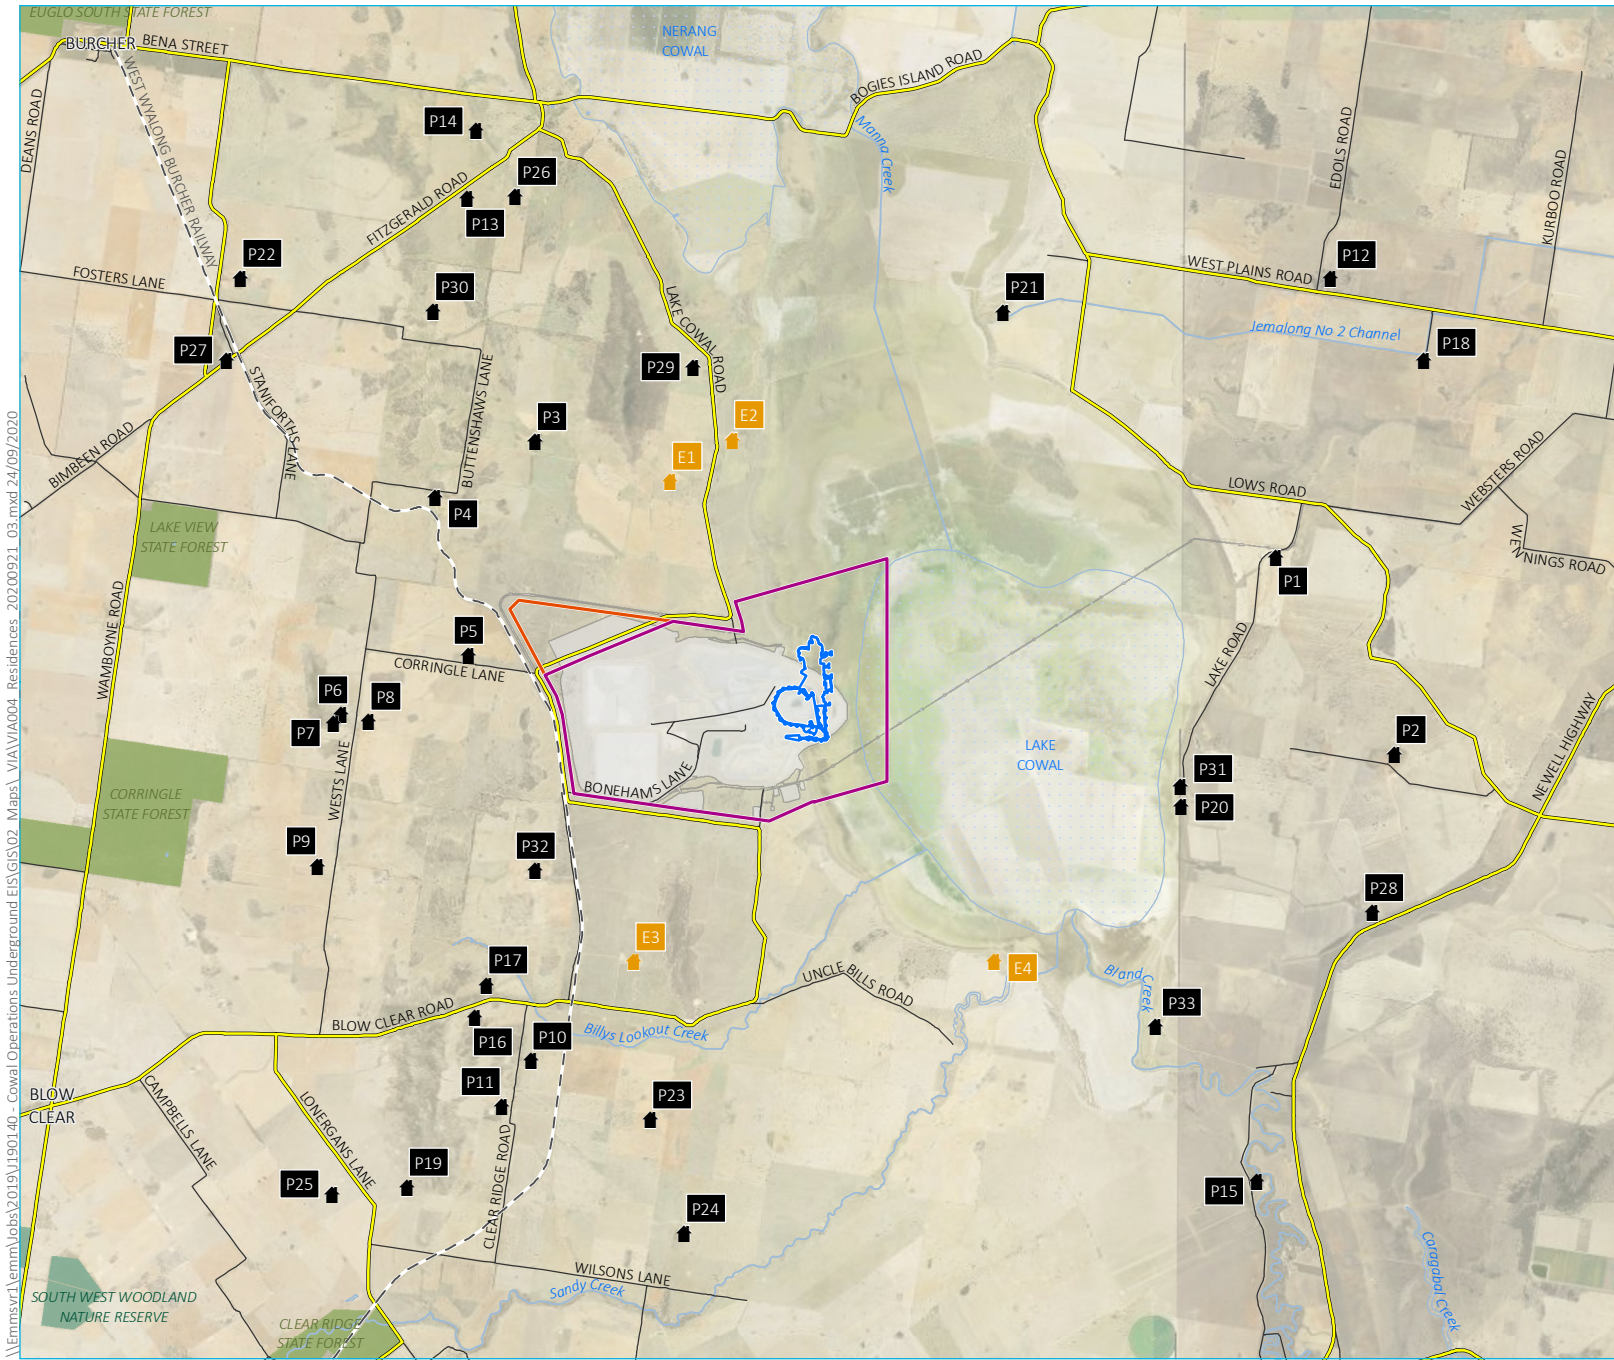 EUGLO SOUTH STATE FOREST
BURCHER
BENA STREET
NERANG
COWAL
BOGIES ISLAND ROAD
WEST WYALONG BURCHER RAILWAY
DEANS ROAD
P14
P26
P13
FITZGERALD ROAD
Manna Creek
EDOLS ROAD
KURBOO ROAD
P22
FOSTERS LANE
P30
LAKE COWAL ROAD
P21
WEST PLAINS ROAD
P12
Jemalong No 2 Channel
P18
P27
P29
STANIFORTHS LANE
BUTTENSHAWS LANE
P3
E2
E1
BIMBEEN ROAD
P4
LOWS ROAD
WEBSTERS ROAD
WENNINGS ROAD
LAKE VIEW
STATE FOREST
P1
WAMBOYNE ROAD
P5
CORRINGLE LANE
LAKE ROAD
P6
P8
P7
WESTS LANE
BONEHAMS LANE
LAKE
COWAL
P2
P31
P20
NEWELL HIGHWAY
CORRINGLE
STATE FOREST
P9
P32
P28
E3
E4
P17
UNCLE BILLS ROAD
Bland Creek
P33
BLOW CLEAR ROAD
P16
P10
Billys Lookout Creek
P11
P23
BLOW
CLEAR
CAMPBELLS LANE
LONERGANS LANE
CLEAR RIDGE ROAD
P19
P25
P15
P24
WILSONS LANE
Sandy Creek
Caragabal Creek
SOUTH WEST WOODLAND
NATURE RESERVE
CLEAR RIDGE
STATE FOREST
\\Emmsvr1\emm\Jobs\2019\J190140 - Cowal Operations Underground EIS\GIS\02_Maps\_VIA\VIA004_Residences_20200921_03.mxd 24/09/2020